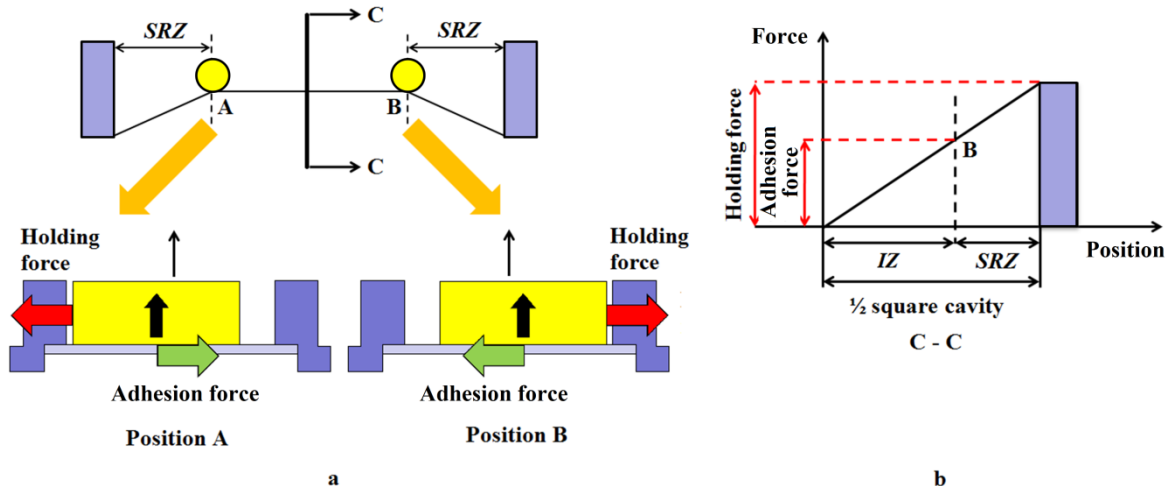 SRZ
C
SRZ
A
B
C
Holding
force
Adhesion force
Position A
Holding
force
Adhesion force
Position B
a
Force
Holding force
Adhesion
force
B
IZ
SRZ
Position
½ square cavity
C - C
b